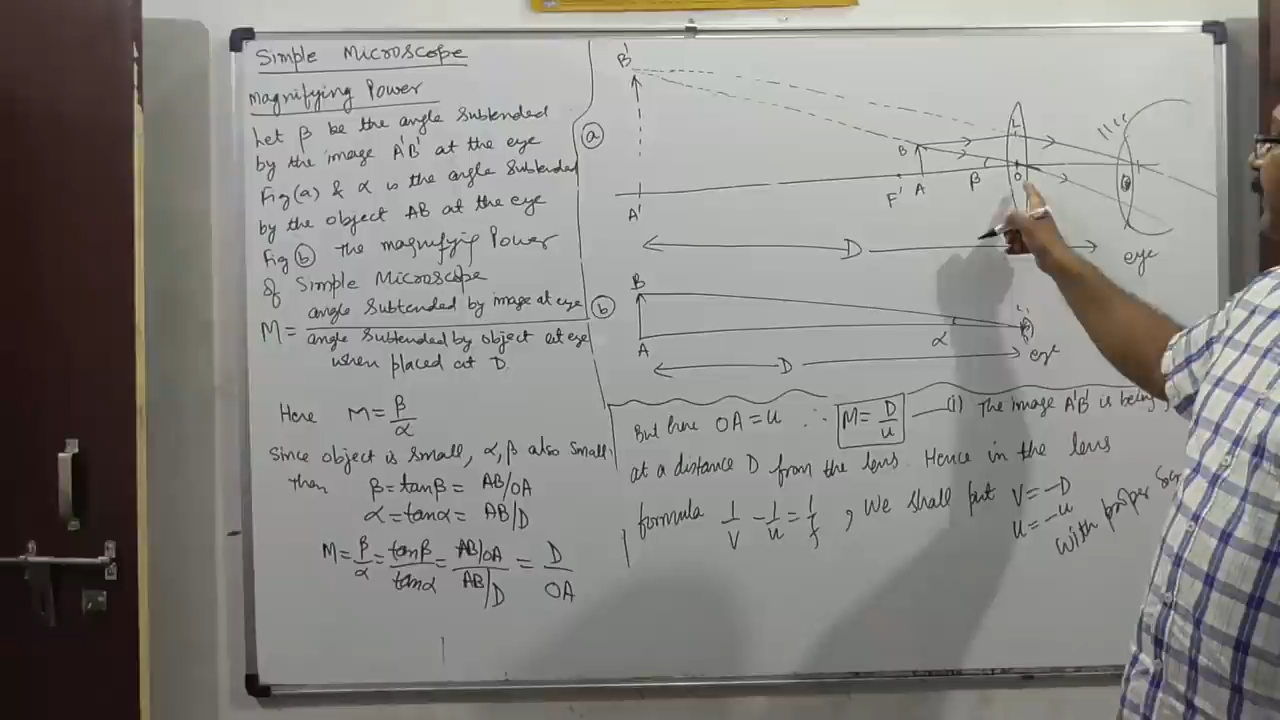 Simple Microscope
Magnifying Power
Let β be the angle Subtended
by the image A'B' at the eye
Fig(a) & α is the angle Subtended
by the object AB at the eye
Fig (b) The magnifying Power
of Simple Microscope
M = angle Subtended by image at eye / angle Subtended by object at eye
when placed at D.
Here M = β/α
Since object is small, α, β also small.
Then β = tanβ = AB/OA
α = tanα = AB/D
M = β/α = tanβ/tanα = AB/OA / AB/D = D/OA
(a)
B'
L
B
β
O
F'
A
A'
D
eye
(b)
B
A
α
D
eye
But here OA = u ∴ M = D/u —(1) The image A'B' is being
at a distance D from the lens. Hence in the lens
formula 1/v - 1/u = 1/f, We shall put v = -D
u = -u
with proper